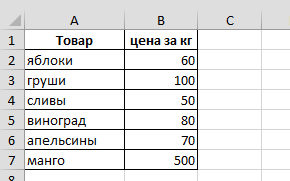 A B C
1 Товар цена за кг
2 яблоки 60
3 груши 100
4 сливы 50
5 виноград 80
6 апельсины 70
7 манго 500
8